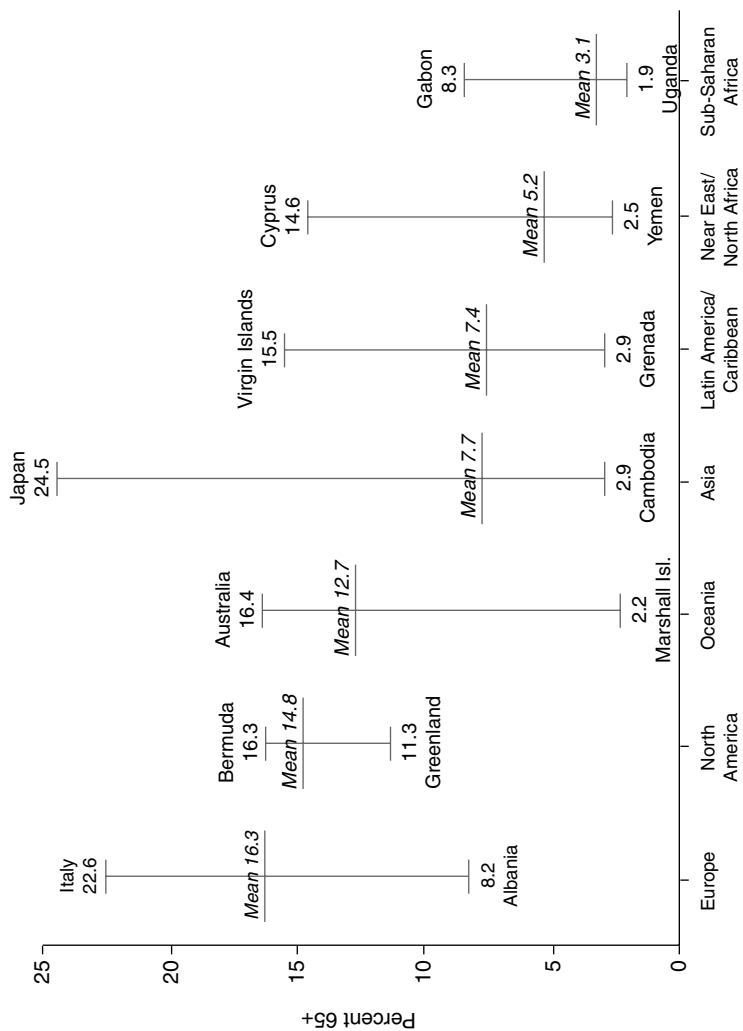 Percent 65+
25
20
15
10
5
0
Italy
22.6
Mean 16.3
8.2
Albania
Europe
Bermuda
16.3
Mean 14.8
11.3
Greenland
North
America
Australia
16.4
Mean 12.7
2.2
Marshall Isl.
Oceania
Japan
24.5
Mean 7.7
2.9
Cambodia
Asia
Virgin Islands
15.5
Mean 7.4
2.9
Grenada
Latin America/
Caribbean
Cyprus
14.6
Mean 5.2
2.5
Yemen
Near East/
North Africa
Gabon
8.3
Mean 3.1
1.9
Uganda
Sub-Saharan
Africa